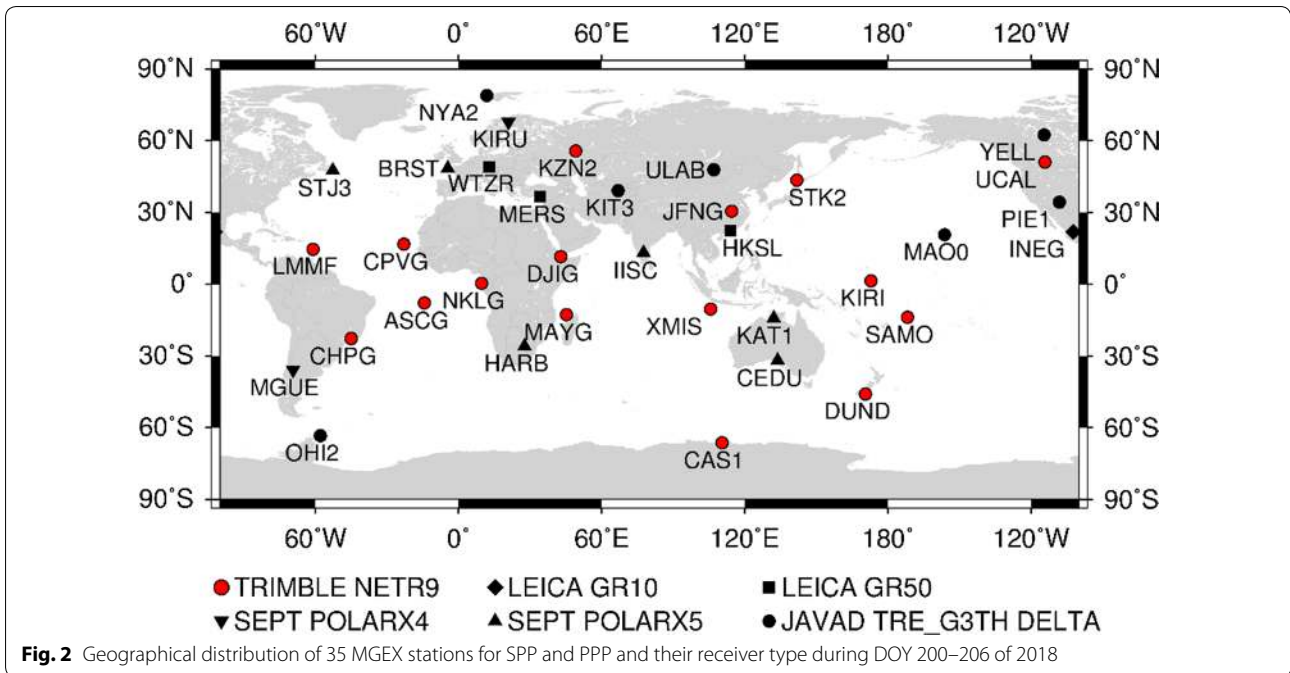 60°W 0° 60°E 120°E 180° 120°W
90°N 90°N
NYA2
60°N KIRU 60°N
YELL
BRST KZN2 ULAB
STJ3 WTZR UCAL
30°N MERS KIT3 JFNG STK2 30°N
PIE1
HKSL MAO0 INEG
LMMF CPVG DJIG IISC
0° NKLG KIRI 0°
ASCG MAYG XMIS KAT1 SAMO
30°S CHPG HARB 30°S
MGUE CEDU
DUND
60°S 60°S
OHI2 CAS1
90°S 90°S
60°W 0° 60°E 120°E 180° 120°W
TRIMBLE NETR9 LEICA GR10 LEICA GR50
SEPT POLARX4 SEPT POLARX5 JAVAD TRE_G3TH DELTA
Fig. 2 Geographical distribution of 35 MGEX stations for SPP and PPP and their receiver type during DOY 200–206 of 2018